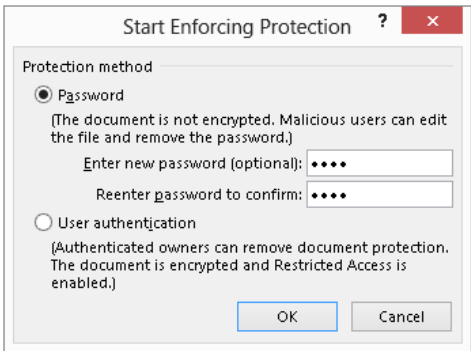 Start Enforcing Protection ? ×
Protection method
Password
(The document is not encrypted. Malicious users can edit
the file and remove the password.)
Enter new password (optional): ••••
Reenter password to confirm: ••••
User authentication
(Authenticated owners can remove document protection.
The document is encrypted and Restricted Access is
enabled.)
OK Cancel